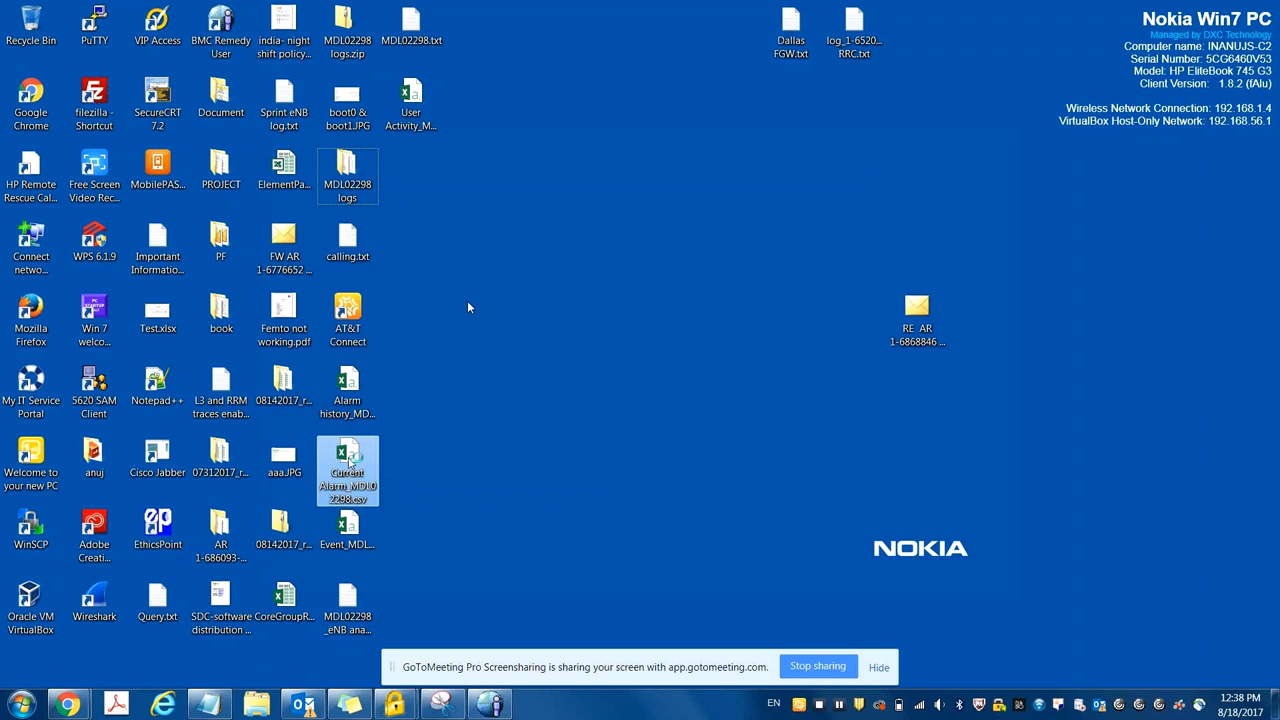 Recycle Bin
PuTTY
VIP Access
BMC Remedy
User
india- night
shift policy...
MDL02298
logs.zip
MDL02298.txt
Dallas
FGW.txt
log_1-6520...
RRC.txt
Nokia Win7 PC
Managed by DXC Technology
Computer name: INANUJS-C2
Serial Number: 5CG6460V53
Model: HP EliteBook 745 G3
Client Version: 1.8.2 (fAlu)
Wireless Network Connection: 192.168.1.4
VirtualBox Host-Only Network: 192.168.56.1
Google
Chrome
filezilla -
Shortcut
SecureCRT
7.2
Document
Sprint eNB
log.txt
boot0 &
boot1.JPG
User
Activity_M...
HP Remote
Rescue Cal...
Free Screen
Video Rec...
MobilePAS...
PROJECT
ElementPa...
MDL02298
logs
Connect
netwo...
WPS 6.1.9
Important
Informatio...
PF
FW AR
1-6776652 ...
calling.txt
Mozilla
Firefox
Win 7
welco...
Test.xlsx
book
Femto not
working.pdf
AT&T
Connect
RE AR
1-6868846 ...
My IT Service
Portal
5620 SAM
Client
Notepad++
L3 and RRM
traces enab...
08142017_r...
Alarm
history_MD...
Welcome to
your new PC
anuj
Cisco Jabber
07312017_r...
aaa.JPG
Current
Alarm_MDL0
2298.csv
WinSCP
Adobe
Creati...
EthicsPoint
AR
1-686093-...
08142017_r...
Event_MDL...
NOKIA
Oracle VM
VirtualBox
Wireshark
Query.txt
SDC-software
distribution ...
CoreGroupR...
MDL02298
_eNB ana...
GoToMeeting Pro Screensharing is sharing your screen with app.gotomeeting.com.
Stop sharing
Hide
EN
12:38 PM
8/18/2017